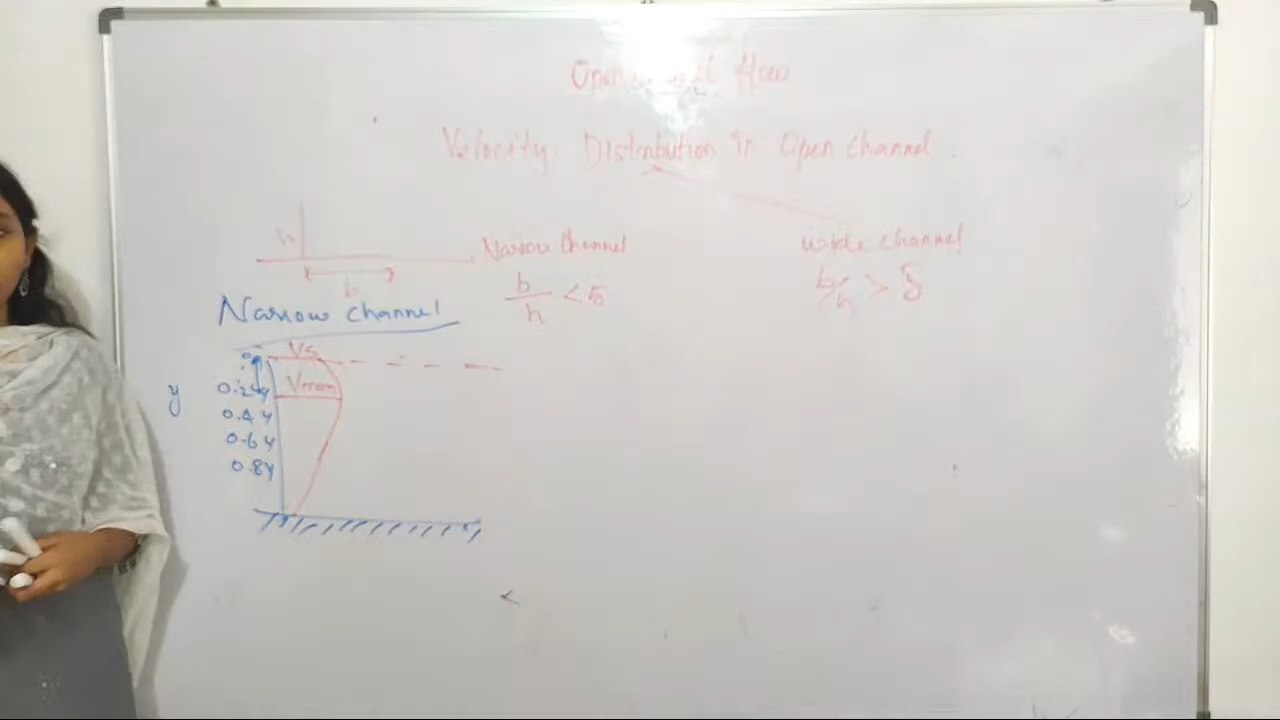 flow
Velocity Distribution in Open channel
h
b
Narrow channel
b/h < 5
wide channel
b/h > 5
Narrow channel
Vs
0
y
0.2y
Vmax
0.4y
0.6y
0.8y
<